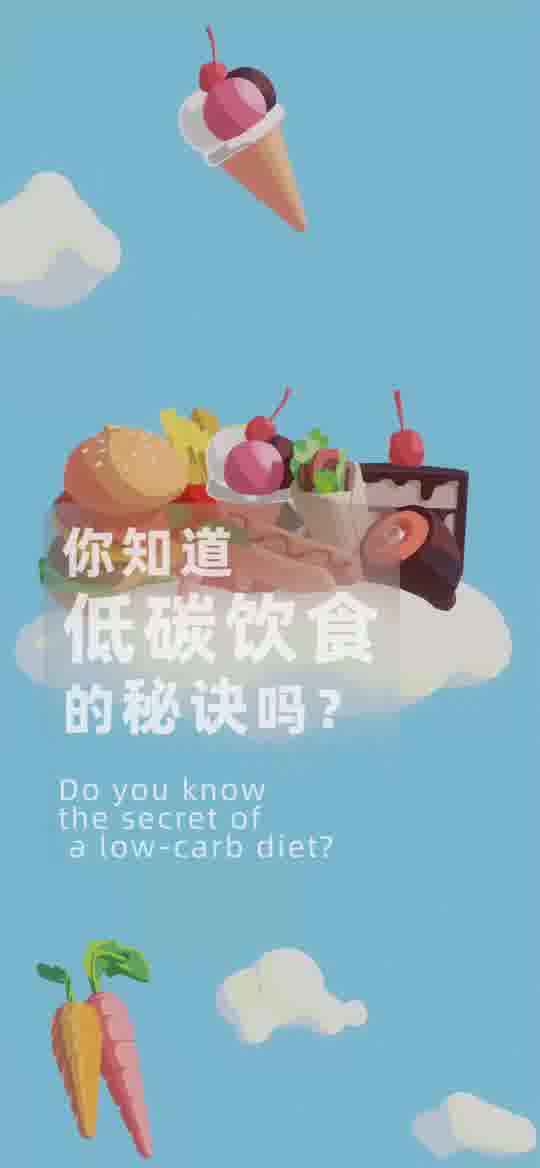 你知道
低碳饮食
的秘诀吗?
Do you know
the secret of
a low-carb diet?